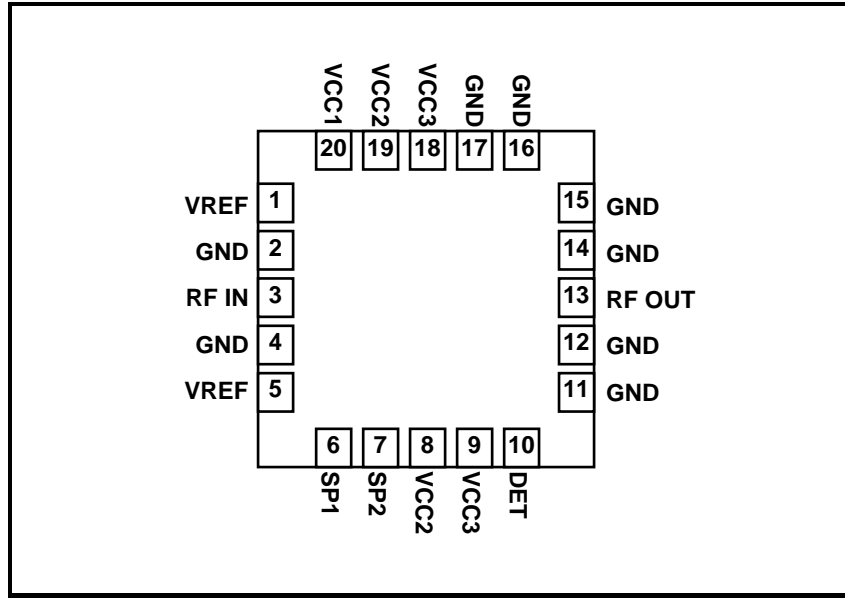 VCC1 VCC2 VCC3 GND GND
20 19 18 17 16
VREF 1 15 GND
GND 2 14 GND
RF IN 3 13 RF OUT
GND 4 12 GND
VREF 5 11 GND
6 7 8 9 10
SP1 SP2 VCC2 VCC3 DET